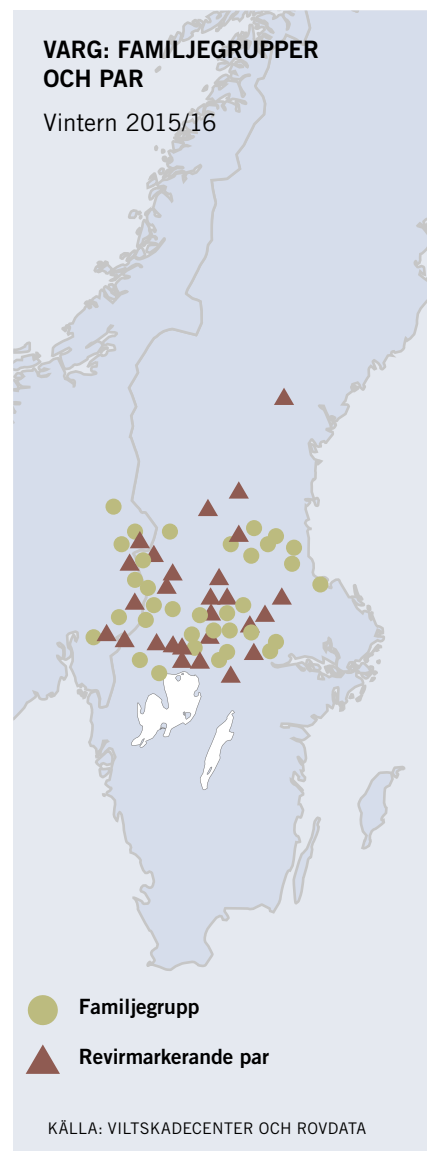 VARG: FAMILJEGRUPPER
OCH PAR
Vintern 2015/16
Familjegrupp
Revirmarkerande par
KÄLLA: VILTSKADECENTER OCH ROVDATA